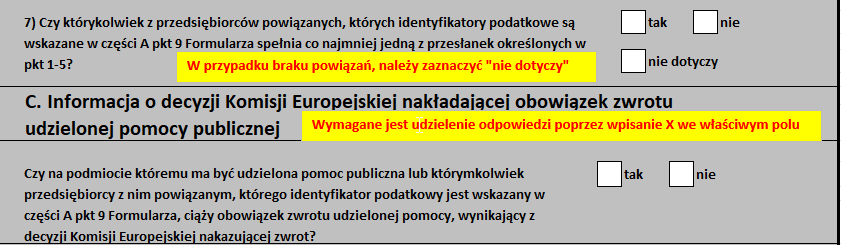 7) Czy którykolwiek z przedsiębiorców powiązanych, których identyfikatory podatkowe są
wskazane w części A pkt 9 Formularza spełnia co najmniej jedną z przesłanek określonych w
pkt 1-5?
tak
nie
nie dotyczy
W przypadku braku powiązań, należy zaznaczyć "nie dotyczy"
C. Informacja o decyzji Komisji Europejskiej nakładającej obowiązek zwrotu
udzielonej pomocy publicznej
Wymagane jest udzielenie odpowiedzi poprzez wpisanie X we właściwym polu
Czy na podmiocie któremu ma być udzielona pomoc publiczna lub którymkolwiek
przedsiębiorcy z nim powiązanym, którego identyfikator podatkowy jest wskazany w
części A pkt 9 Formularza, ciąży obowiązek zwrotu udzielonej pomocy, wynikający z
decyzji Komisji Europejskiej nakazującej zwrot?
tak
nie